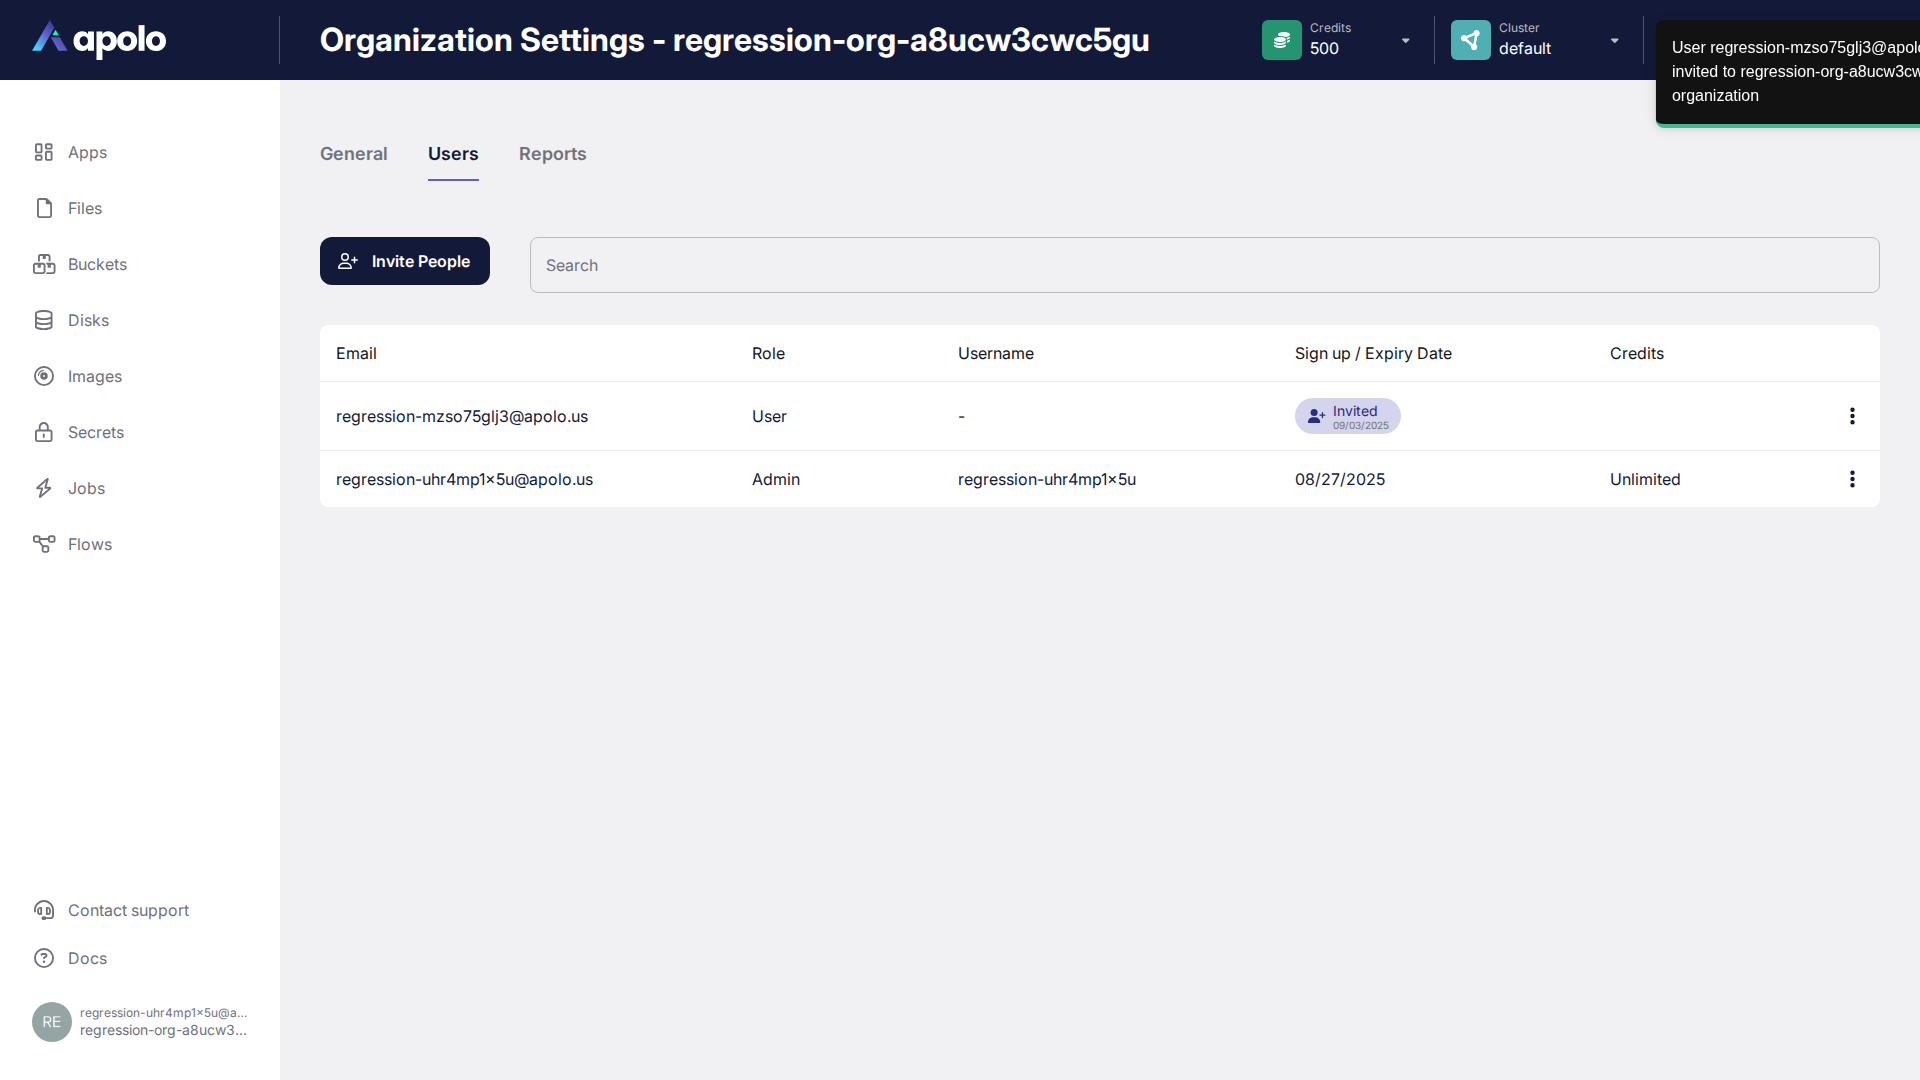 apolo
Organization Settings - regression-org-a8ucw3cwc5gu
Credits
500
Cluster
default
User regression-mzso75glj3@apolo
invited to regression-org-a8ucw3cw
organization
Apps
Files
Buckets
Disks
Images
Secrets
Jobs
Flows
General Users Reports
Invite People
Search
Email Role Username Sign up / Expiry Date Credits
regression-mzso75glj3@apolo.us User - Invited
09/03/2025
regression-uhr4mp1x5u@apolo.us Admin regression-uhr4mp1x5u 08/27/2025 Unlimited
Contact support
Docs
RE
regression-uhr4mp1x5u@a...
regression-org-a8ucw3...